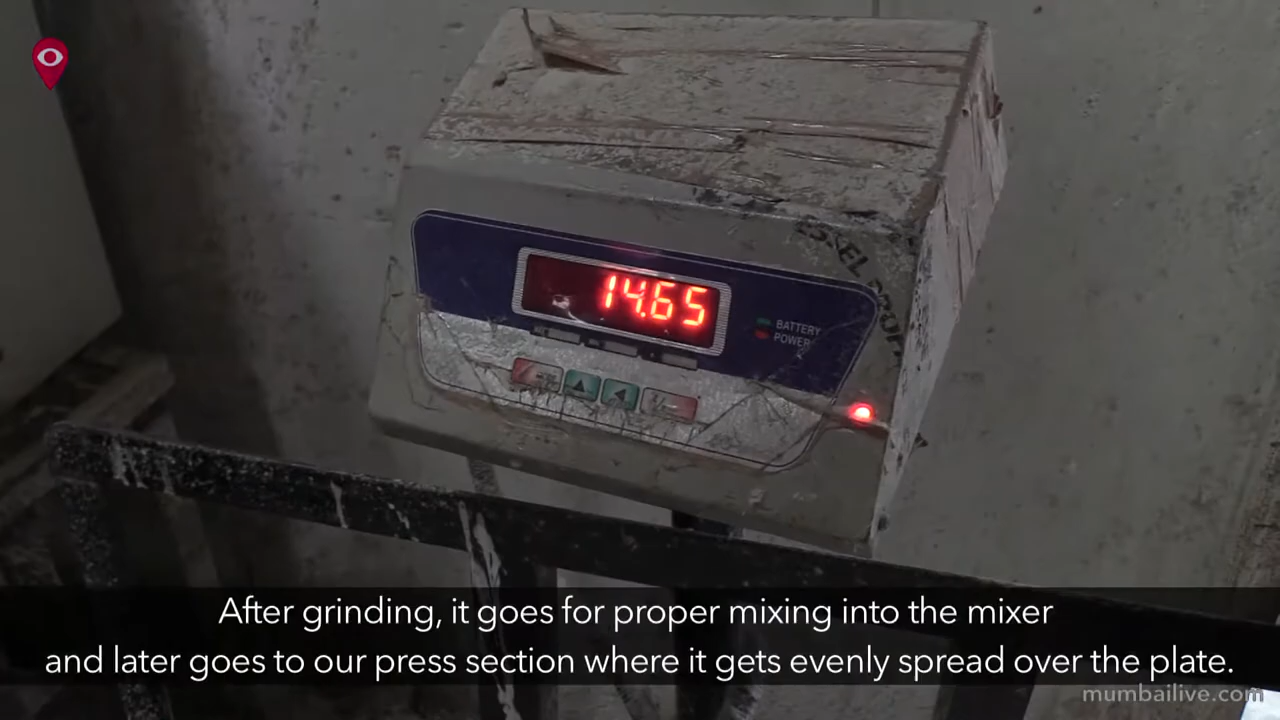 14.65
BATTERY
POWER
After grinding, it goes for proper mixing into the mixer
and later goes to our press section where it gets evenly spread over the plate.
mumbailive.com